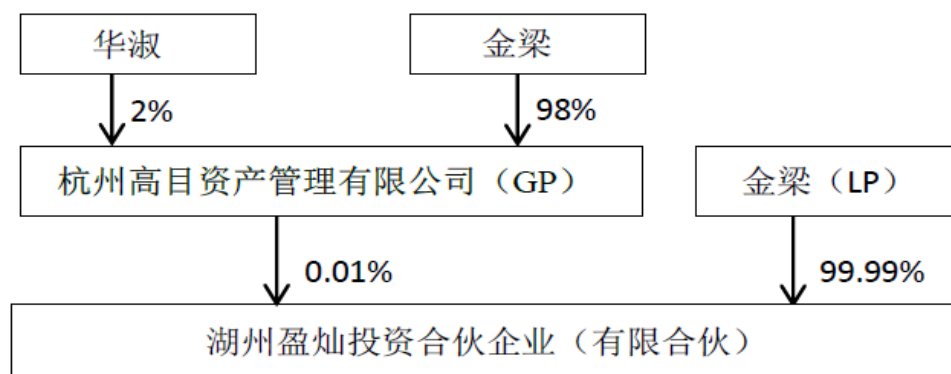 华淑
金梁
2%
98%
杭州高目资产管理有限公司（GP）
金梁（LP）
0.01%
99.99%
湖州盈灿投资合伙企业（有限合伙）